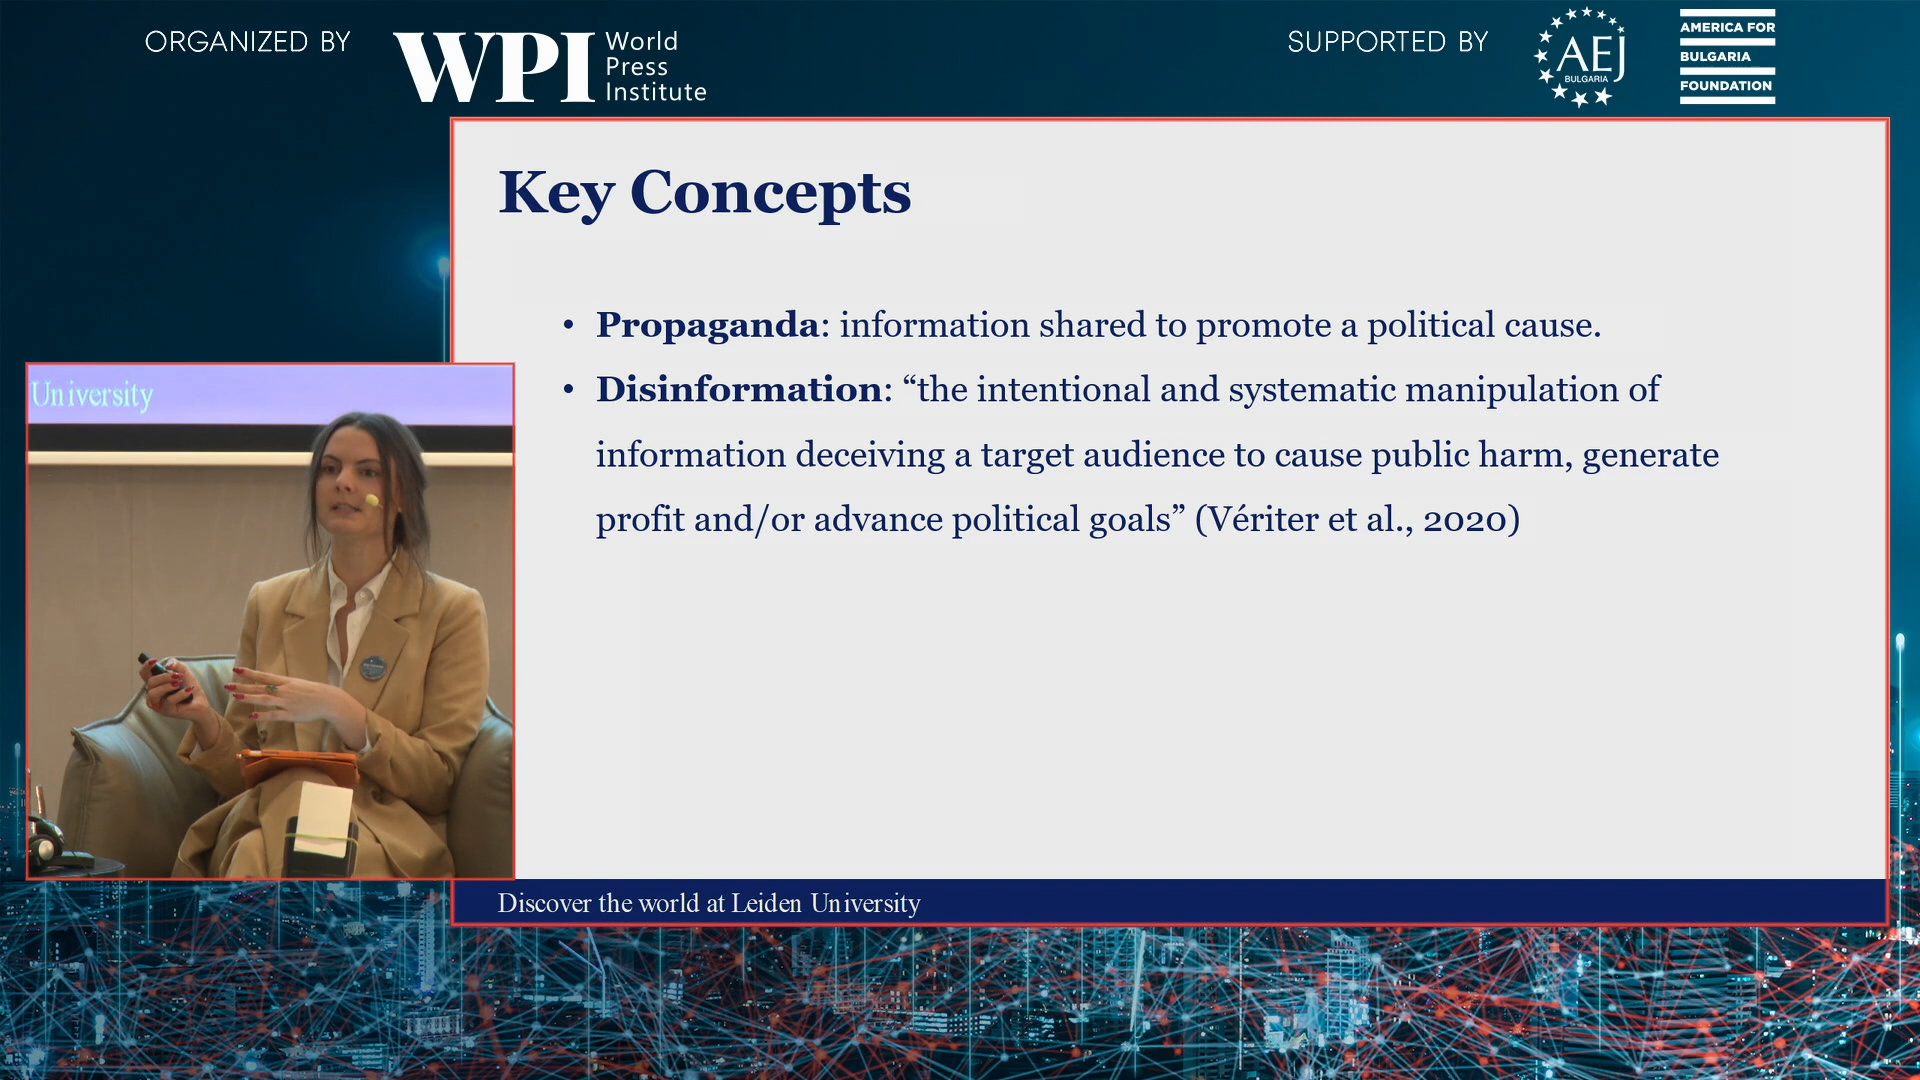 ORGANIZED BY
WPI
World
Press
Institute
SUPPORTED BY
AEJ
BULGARIA
AMERICA FOR
BULGARIA
FOUNDATION
Key Concepts
• Propaganda: information shared to promote a political cause.
• Disinformation: “the intentional and systematic manipulation of
information deceiving a target audience to cause public harm, generate
profit and/or advance political goals” (Vériter et al., 2020)
University
Discover the world at Leiden University